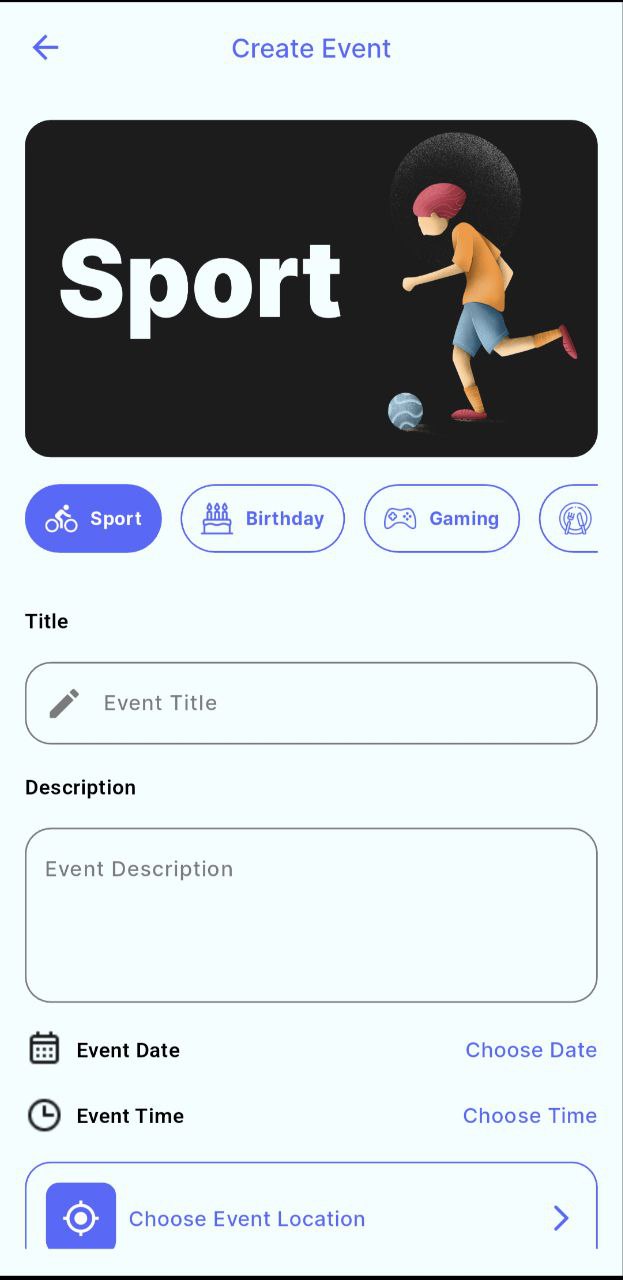 Create Event
Sport
Sport
Birthday
Gaming
Title
Event Title
Description
Event Description
Event Date
Choose Date
Event Time
Choose Time
Choose Event Location